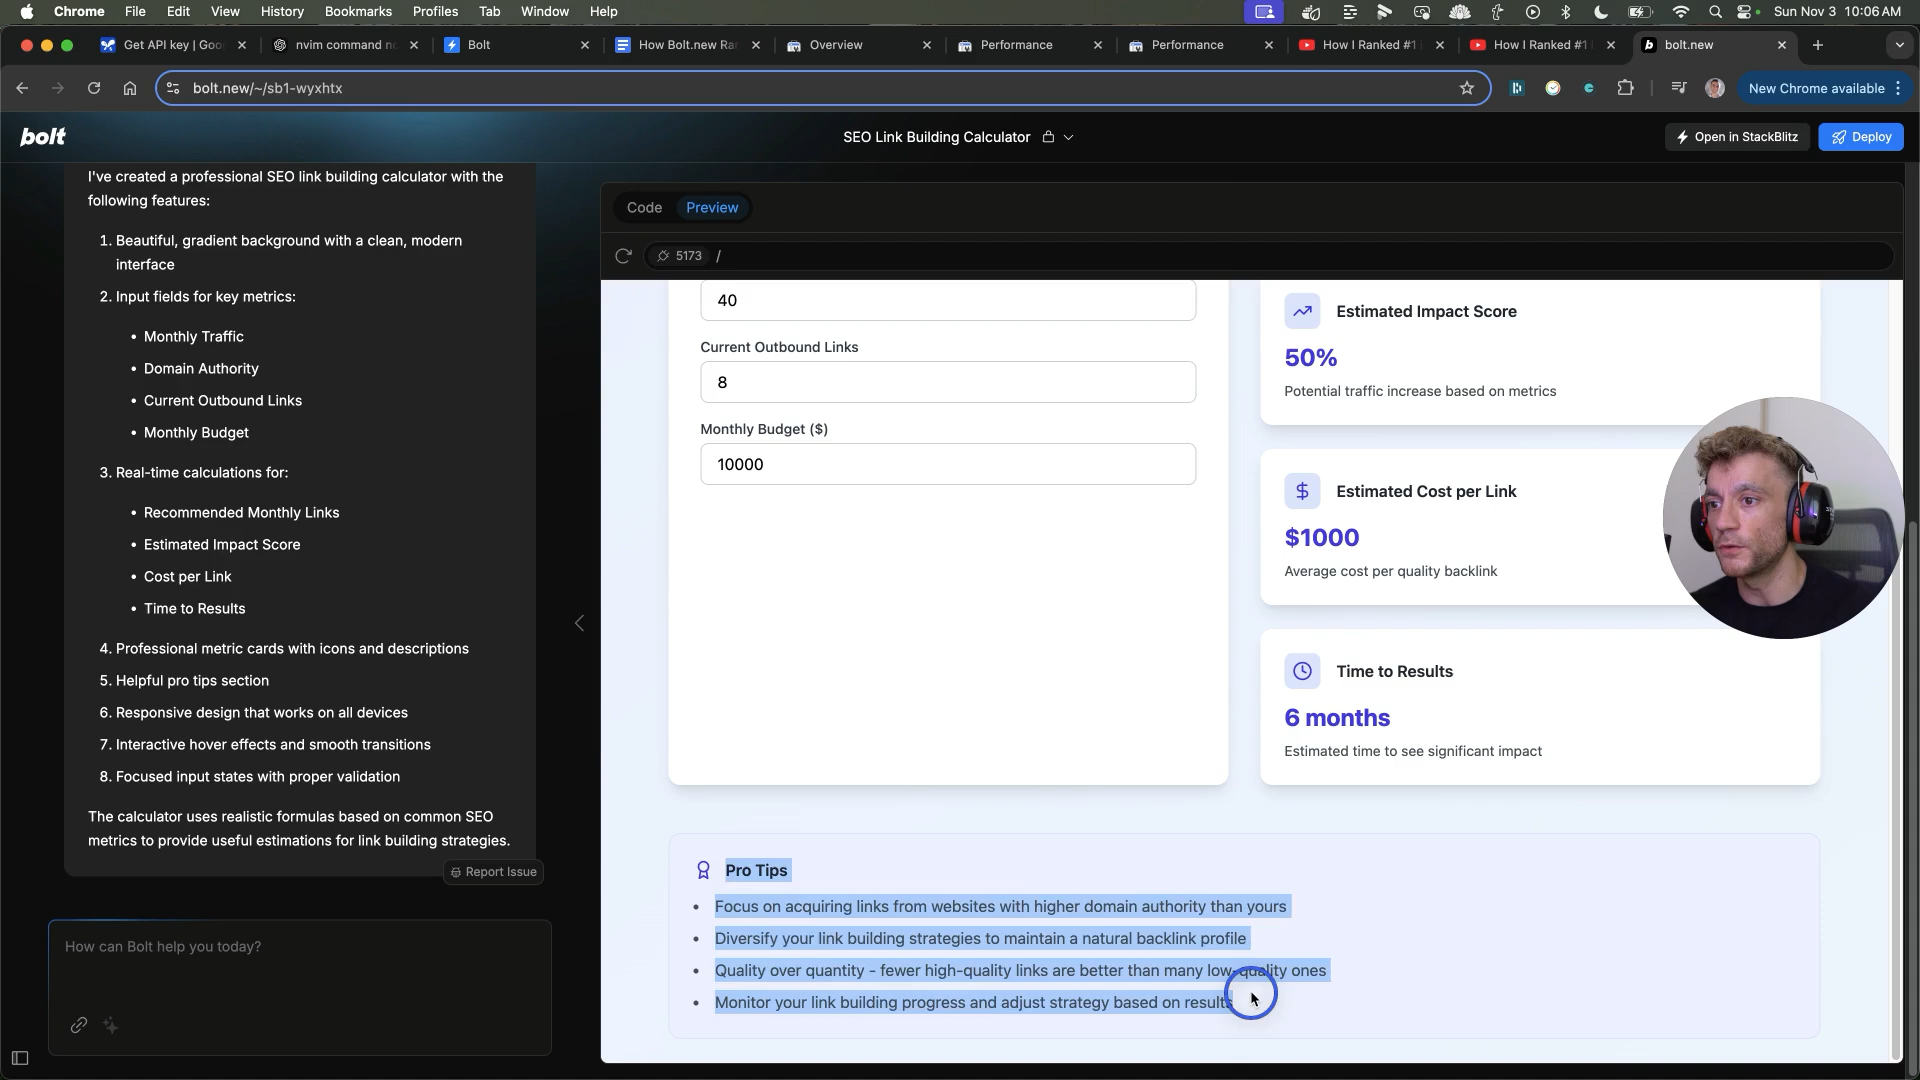 Chrome File Edit View History Bookmarks Profiles Tab Window Help Sun Nov 3 10:06 AM
Get API key | Goo nvim command no Bolt How Bolt.new Ra Overview Performance Performance How I Ranked #1 How I Ranked #1 bolt.new
bolt.new/~/sb1-wyxhtx New Chrome available
bolt SEO Link Building Calculator Open in StackBlitz Deploy
I've created a professional SEO link building calculator with the
following features:
1. Beautiful, gradient background with a clean, modern
interface
2. Input fields for key metrics:
• Monthly Traffic
• Domain Authority
• Current Outbound Links
• Monthly Budget
3. Real-time calculations for:
• Recommended Monthly Links
• Estimated Impact Score
• Cost per Link
• Time to Results
4. Professional metric cards with icons and descriptions
5. Helpful pro tips section
6. Responsive design that works on all devices
7. Interactive hover effects and smooth transitions
8. Focused input states with proper validation
The calculator uses realistic formulas based on common SEO
metrics to provide useful estimations for link building strategies.
Report Issue
How can Bolt help you today?
Code Preview
5173 /
40
Current Outbound Links
8
Monthly Budget ($)
10000
Estimated Impact Score
50%
Potential traffic increase based on metrics
$ Estimated Cost per Link
$1000
Average cost per quality backlink
Time to Results
6 months
Estimated time to see significant impact
Pro Tips
• Focus on acquiring links from websites with higher domain authority than yours
• Diversify your link building strategies to maintain a natural backlink profile
• Quality over quantity - fewer high-quality links are better than many low-quality ones
• Monitor your link building progress and adjust strategy based on results